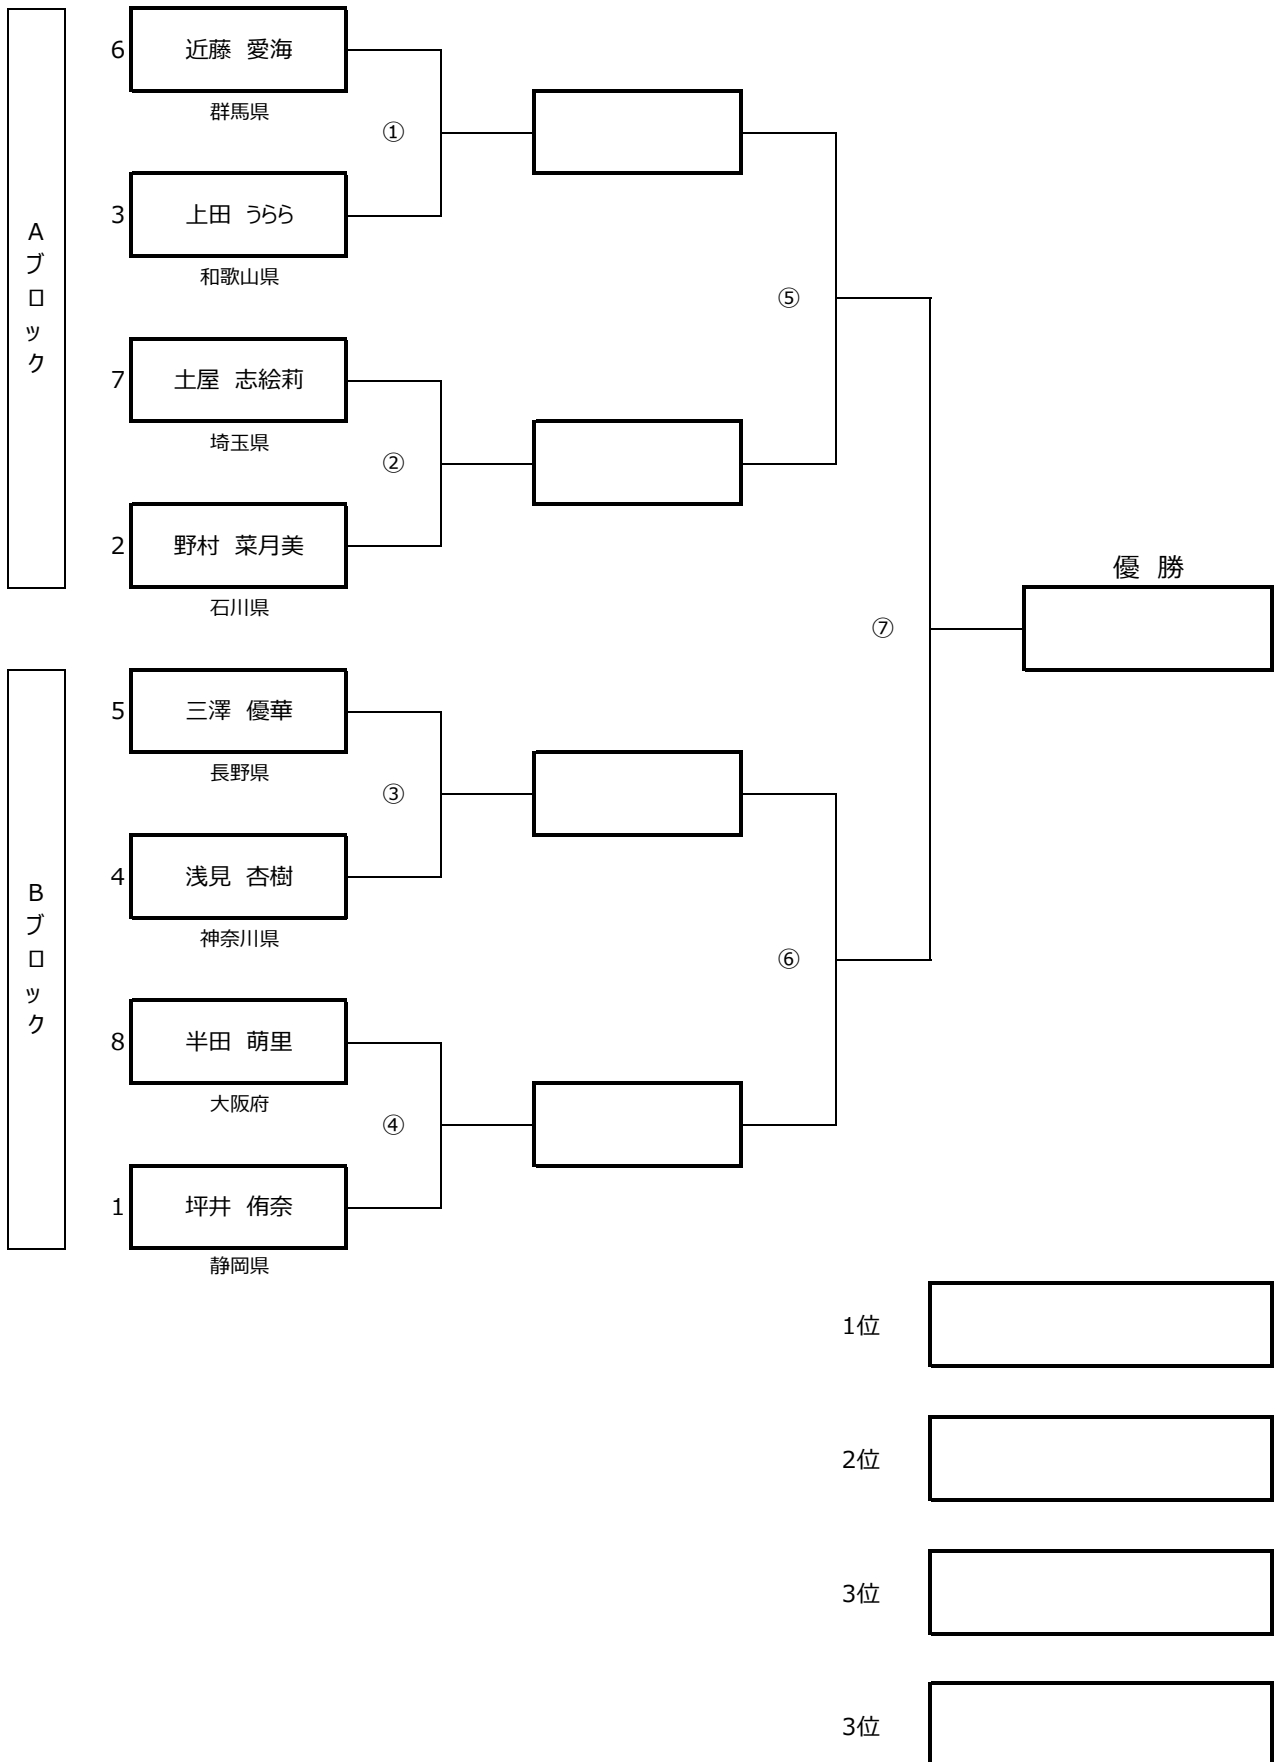 Aブロック
6 近藤 愛海
群馬県
①
3 上田 うらら
和歌山県
⑤
7 土屋 志絵莉
埼玉県
②
2 野村 菜月美
石川県
優 勝
⑦
Bブロック
5 三澤 優華
長野県
③
4 浅見 杏樹
神奈川県
⑥
8 半田 萌里
大阪府
④
1 坪井 侑奈
静岡県
1位
2位
3位
3位